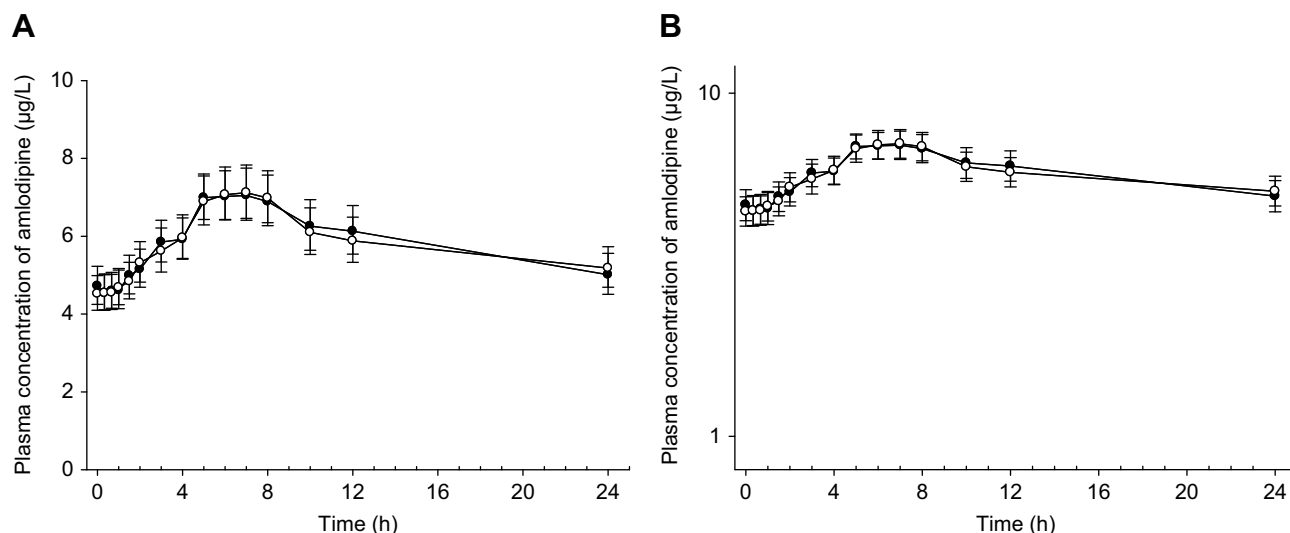 A
Plasma concentration of amlodipine (µg/L)
10
8
6
4
2
0
0 4 8 12 16 20 24
Time (h)
B
Plasma concentration of amlodipine (µg/L)
10
1
0 4 8 12 16 20 24
Time (h)